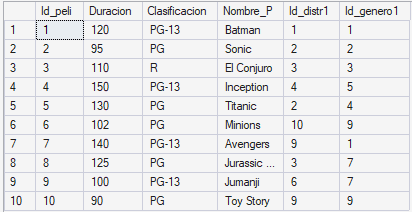 Id_peli Duracion Clasificacion Nombre_P Id_distr1 Id_genero1
1 1 120 PG-13 Batman 1 1
2 2 95 PG Sonic 2 2
3 3 110 R El Conjuro 3 3
4 4 150 PG-13 Inception 4 5
5 5 130 PG Titanic 2 4
6 6 102 PG Minions 10 9
7 7 140 PG-13 Avengers 9 1
8 8 125 PG Jurassic ... 3 7
9 9 100 PG-13 Jumanji 6 7
10 10 90 PG Toy Story 9 9